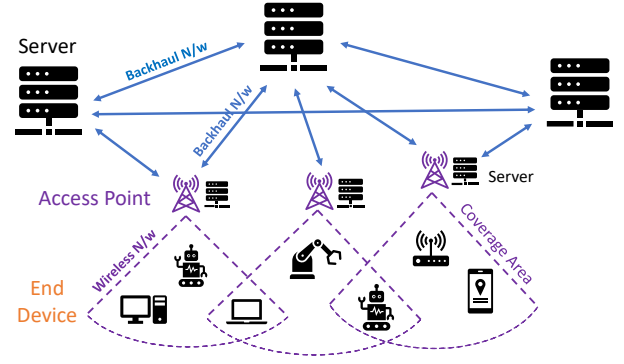 Server
Backhaul N/w
Backhaul N/w
Server
Access Point
Wireless N/w
Coverage Area
End
Device